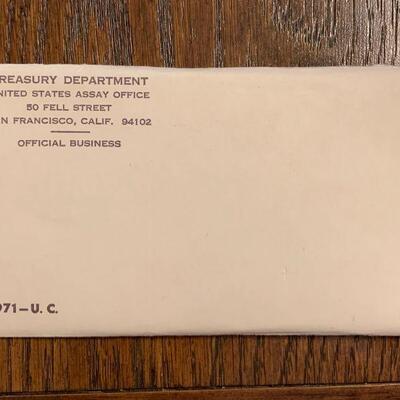 REASURY DEPARTMENT
NITED STATES ASSAY OFFICE
50 FELL STREET
N FRANCISCO, CALIF. 94102
OFFICIAL BUSINESS
971–U. C.